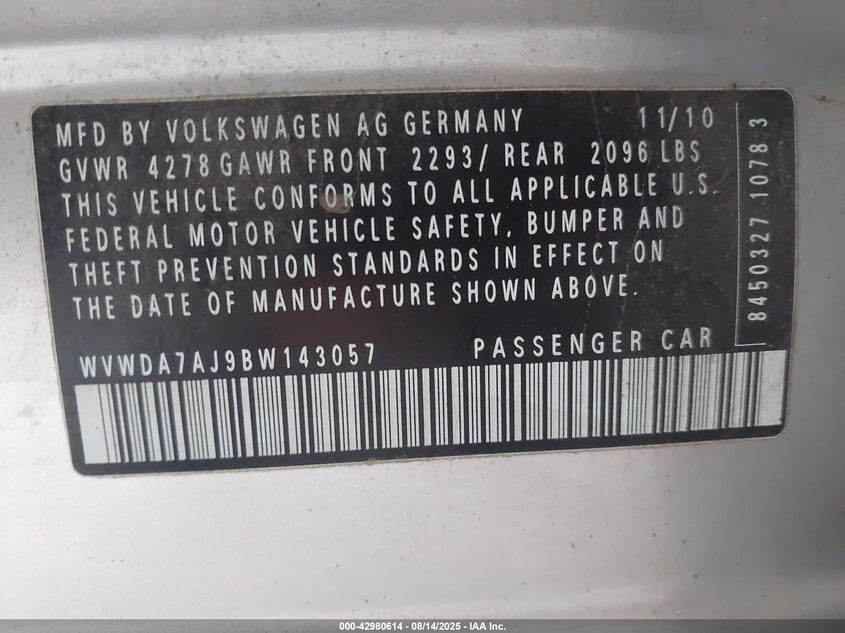 MFD BY VOLKSWAGEN AG GERMANY 11/10
GVWR 4278 GAWR FRONT 2293/ REAR 2096 LBS
THIS VEHICLE CONFORMS TO ALL APPLICABLE U.S.
FEDERAL MOTOR VEHICLE SAFETY, BUMPER AND
THEFT PREVENTION STANDARDS IN EFFECT ON
THE DATE OF MANUFACTURE SHOWN ABOVE.
WVWDA7AJ9BW143057 PASSENGER CAR
8450327 1078 3
000-42980614 - 08/14/2025 - IAA Inc.